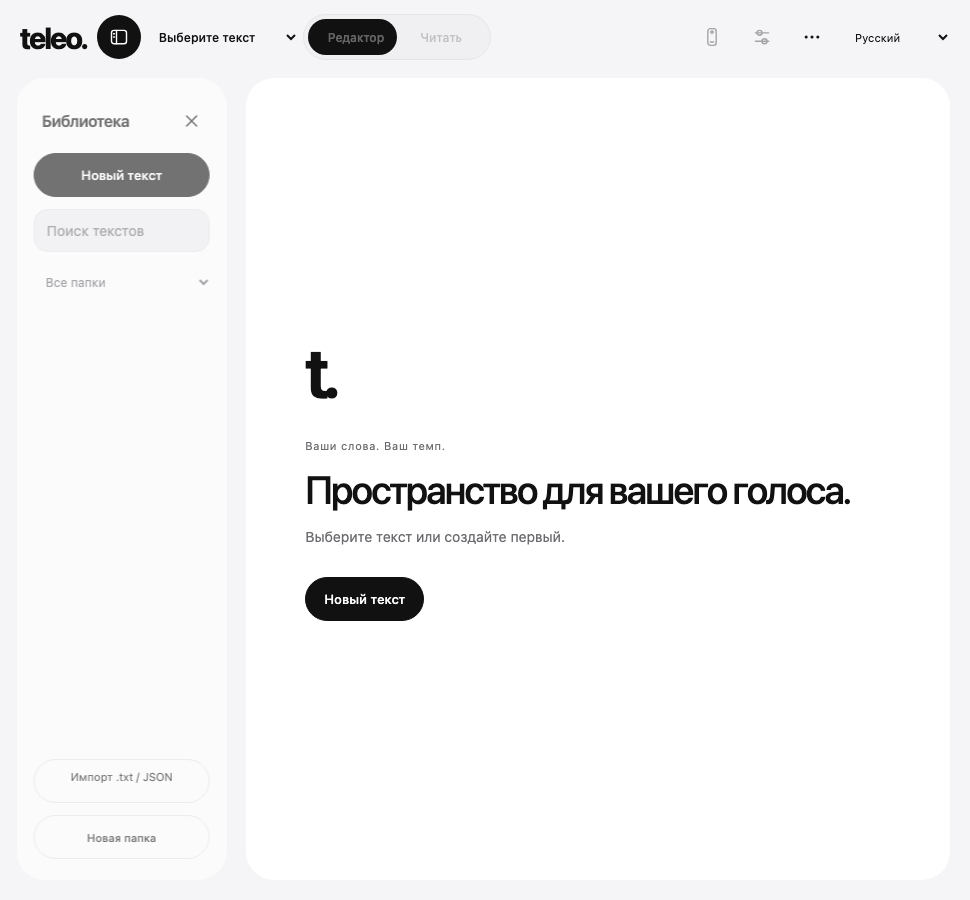 teleo.
Выберите текст
Редактор
Читать
Русский
Библиотека
Новый текст
Поиск текстов
Все папки
t.
Ваши слова. Ваш темп.
Пространство для вашего голоса.
Выберите текст или создайте первый.
Новый текст
Импорт .txt / JSON
Новая папка